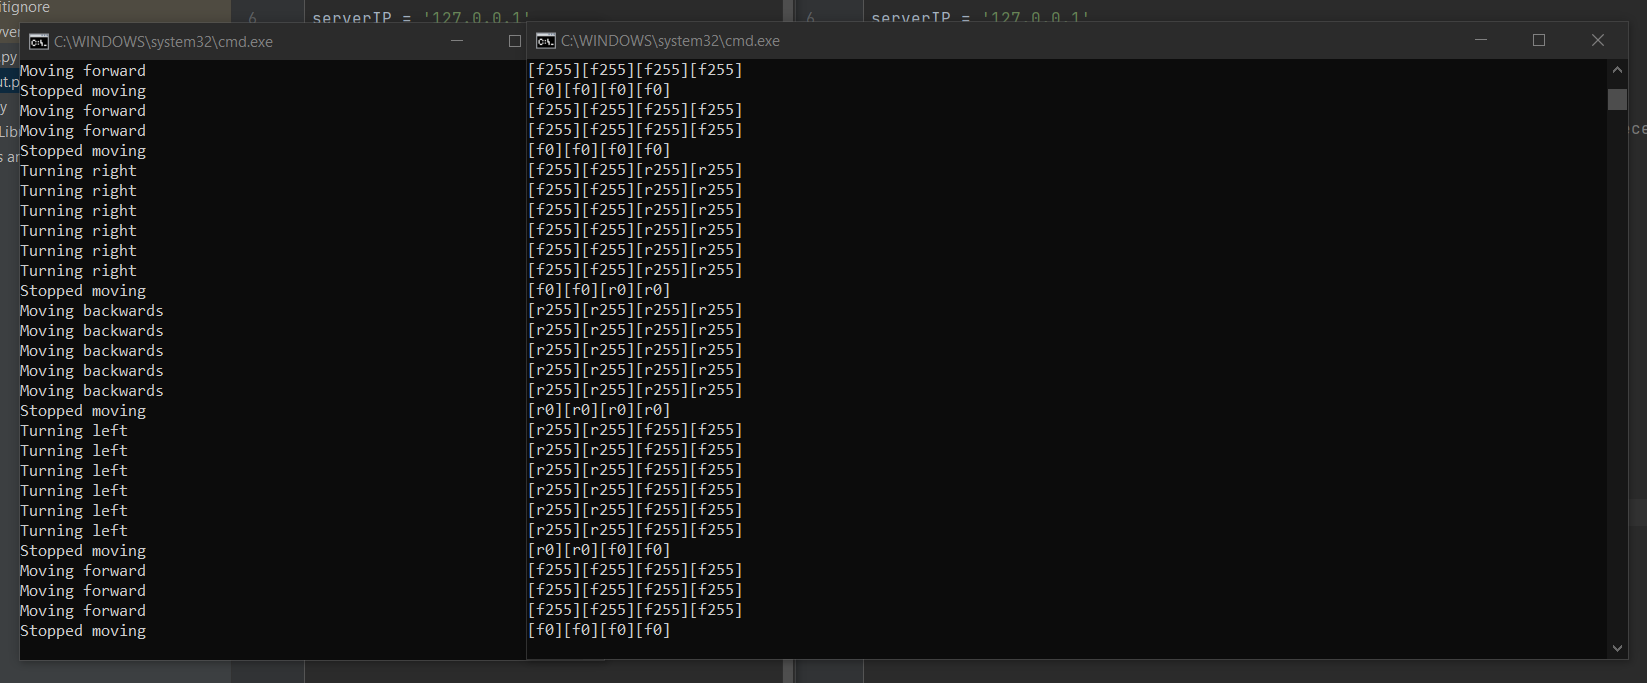 itignore
.py
6
serverIP = '127.0.0.1'
6
serverIP = '127.0.0.1'
C:\WINDOWS\system32\cmd.exe
Moving forward
Stopped moving
Moving forward
Moving forward
Stopped moving
Turning right
Turning right
Turning right
Turning right
Turning right
Turning right
Stopped moving
Moving backwards
Moving backwards
Moving backwards
Moving backwards
Moving backwards
Stopped moving
Turning left
Turning left
Turning left
Turning left
Turning left
Turning left
Stopped moving
Moving forward
Moving forward
Moving forward
Stopped moving
C:\WINDOWS\system32\cmd.exe
[f255][f255][f255][f255]
[f0][f0][f0][f0]
[f255][f255][f255][f255]
[f255][f255][f255][f255]
[f0][f0][f0][f0]
[f255][f255][r255][r255]
[f255][f255][r255][r255]
[f255][f255][r255][r255]
[f255][f255][r255][r255]
[f255][f255][r255][r255]
[f255][f255][r255][r255]
[f0][f0][r0][r0]
[r255][r255][r255][r255]
[r255][r255][r255][r255]
[r255][r255][r255][r255]
[r255][r255][r255][r255]
[r255][r255][r255][r255]
[r0][r0][r0][r0]
[r255][r255][f255][f255]
[r255][r255][f255][f255]
[r255][r255][f255][f255]
[r255][r255][f255][f255]
[r255][r255][f255][f255]
[r255][r255][f255][f255]
[r0][r0][f0][f0]
[f255][f255][f255][f255]
[f255][f255][f255][f255]
[f255][f255][f255][f255]
[f0][f0][f0][f0]